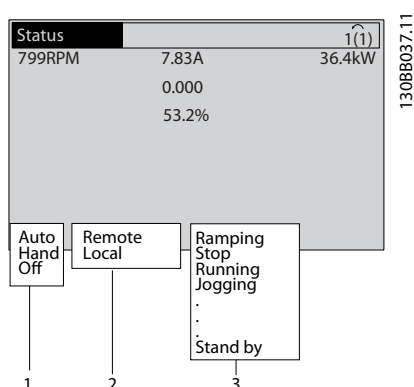 Status 1(1)
799RPM 7.83A 36.4kW
0.000
53.2%
Auto
Hand
Off
Remote
Local
Ramping
Stop
Running
Jogging
.
.
.
Stand by
1 2 3
130BB037.11